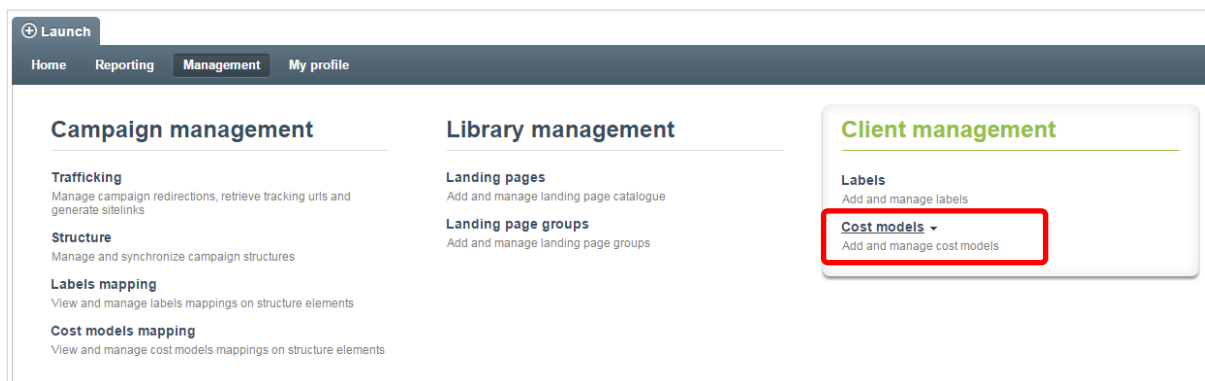 Launch
Home Reporting Management My profile
Campaign management
Trafficking
Manage campaign redirections, retrieve tracking urls and
generate sitelinks
Structure
Manage and synchronize campaign structures
Labels mapping
View and manage labels mappings on structure elements
Cost models mapping
View and manage cost models mappings on structure elements
Library management
Landing pages
Add and manage landing page catalogue
Landing page groups
Add and manage landing page groups
Client management
Labels
Add and manage labels
Cost models
Add and manage cost models